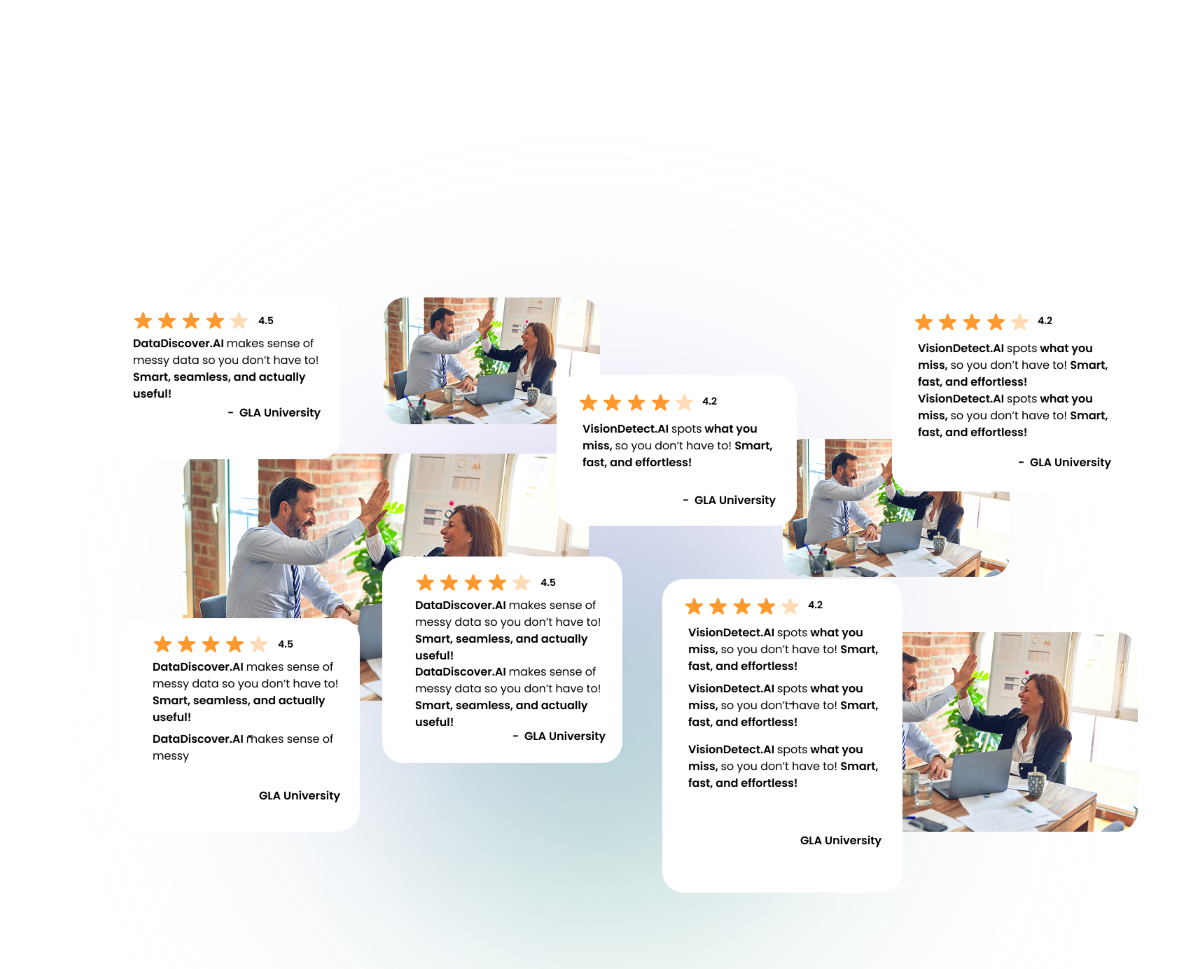 4.5
DataDiscover.AI makes sense of
messy data so you don't have to!
Smart, seamless, and actually
useful!
- GLA University
4.2
VisionDetect.AI spots what you
miss, so you don't have to! Smart,
fast, and effortless!
- GLA University
4.2
VisionDetect.AI spots what you
miss, so you don't have to! Smart,
fast, and effortless!
VisionDetect.AI spots what you
miss, so you don't have to! Smart,
fast, and effortless!
- GLA University
4.5
DataDiscover.AI makes sense of
messy data so you don't have to!
Smart, seamless, and actually
useful!
DataDiscover.AI makes sense of
messy
GLA University
4.5
DataDiscover.AI makes sense of
messy data so you don't have to!
Smart, seamless, and actually
useful!
DataDiscover.AI makes sense of
messy data so you don't have to!
Smart, seamless, and actually
useful!
- GLA University
4.2
VisionDetect.AI spots what you
miss, so you don't have to! Smart,
fast, and effortless!
VisionDetect.AI spots what you
miss, so you don't have to! Smart,
fast, and effortless!
VisionDetect.AI spots what you
miss, so you don't have to! Smart,
fast, and effortless!
GLA University